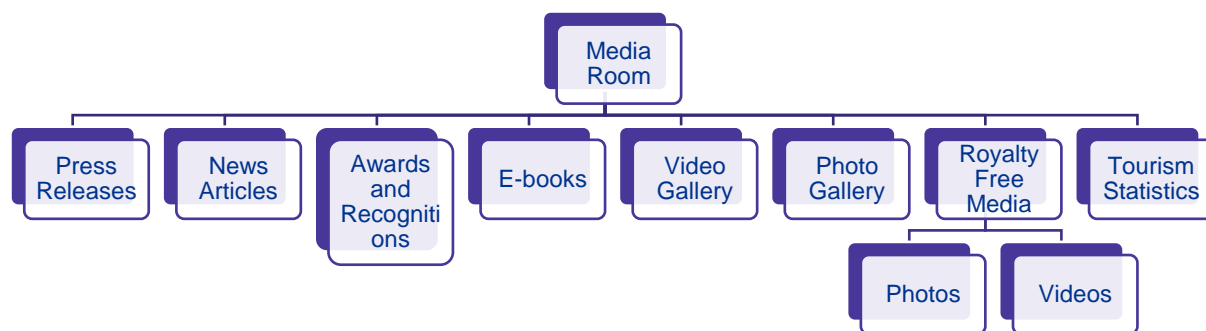 Media
Room
Press
Releases
News
Articles
Awards
and
Recogniti
ons
E-books
Video
Gallery
Photo
Gallery
Royalty
Free
Media
Tourism
Statistics
Photos
Videos